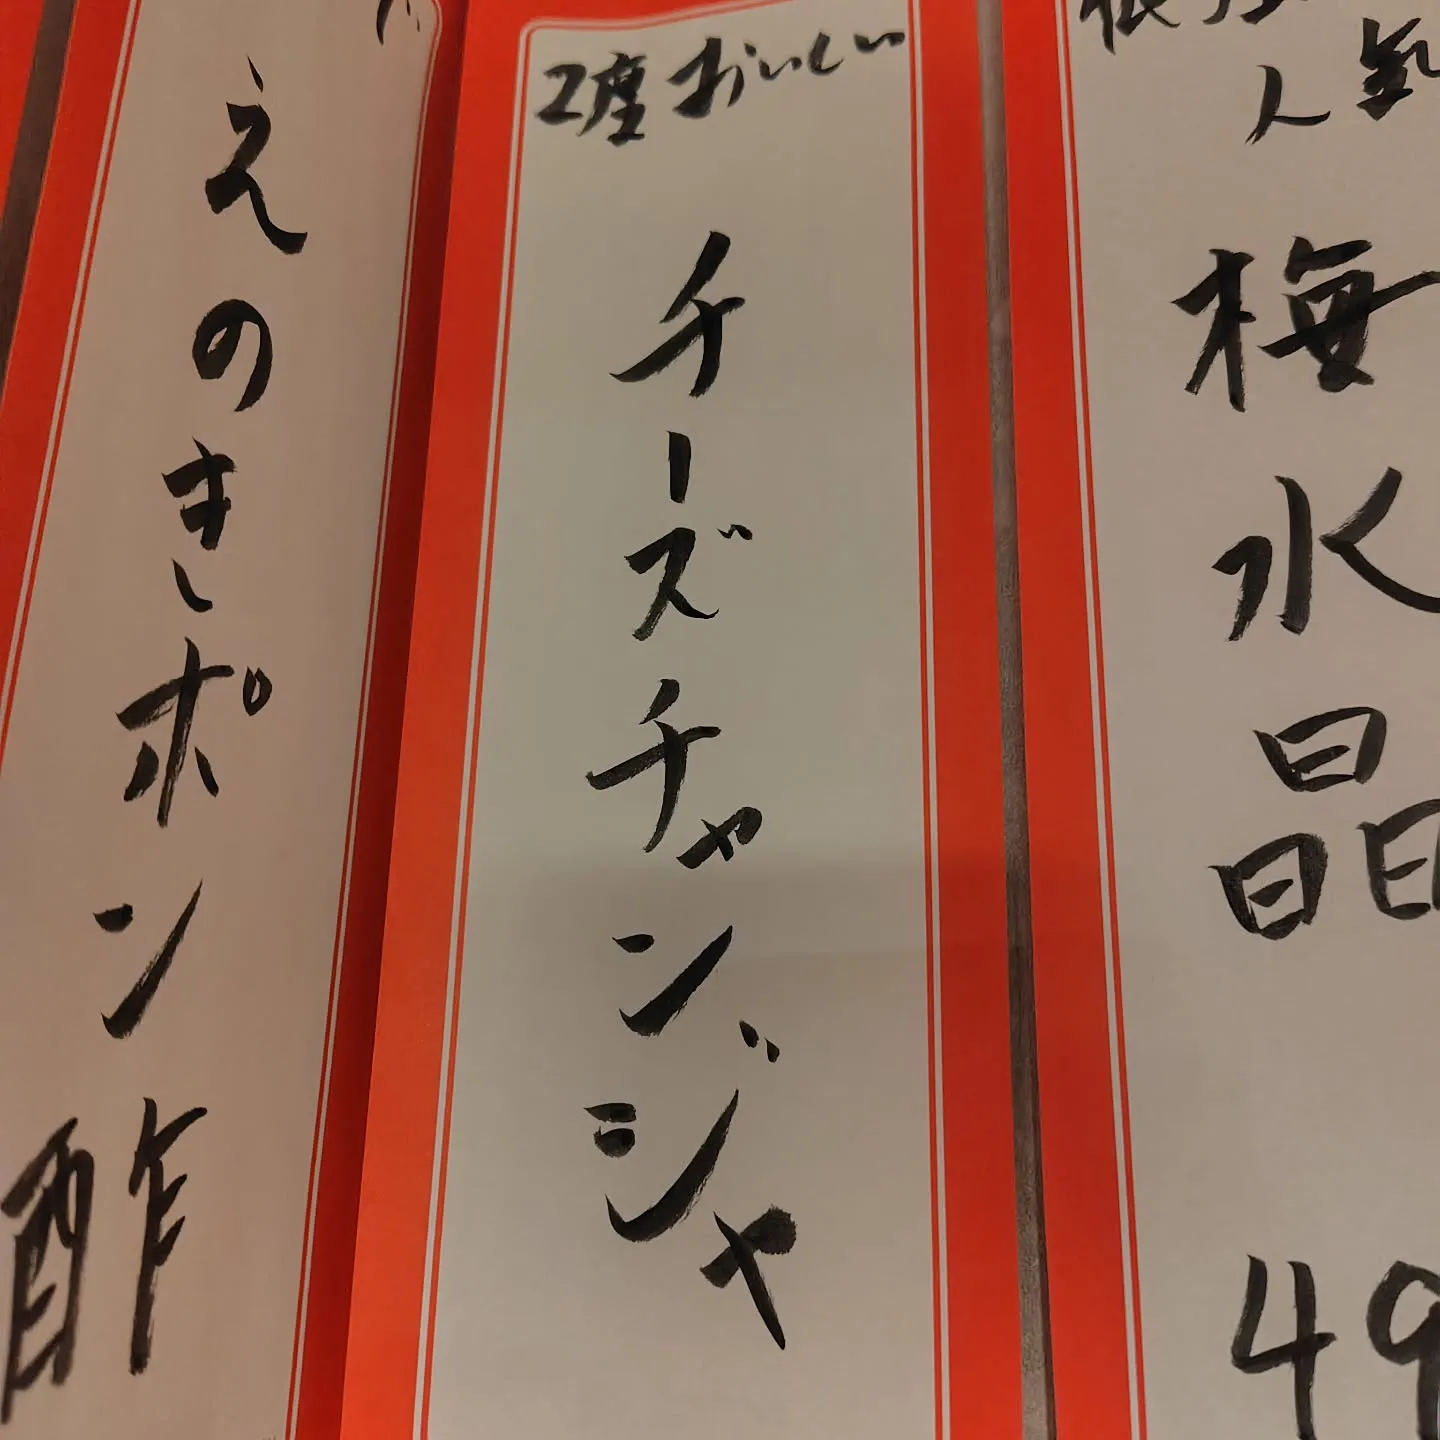 人氣
梅水晶
49
2度おいしい
チーズチャンジャ
えのきポン酢